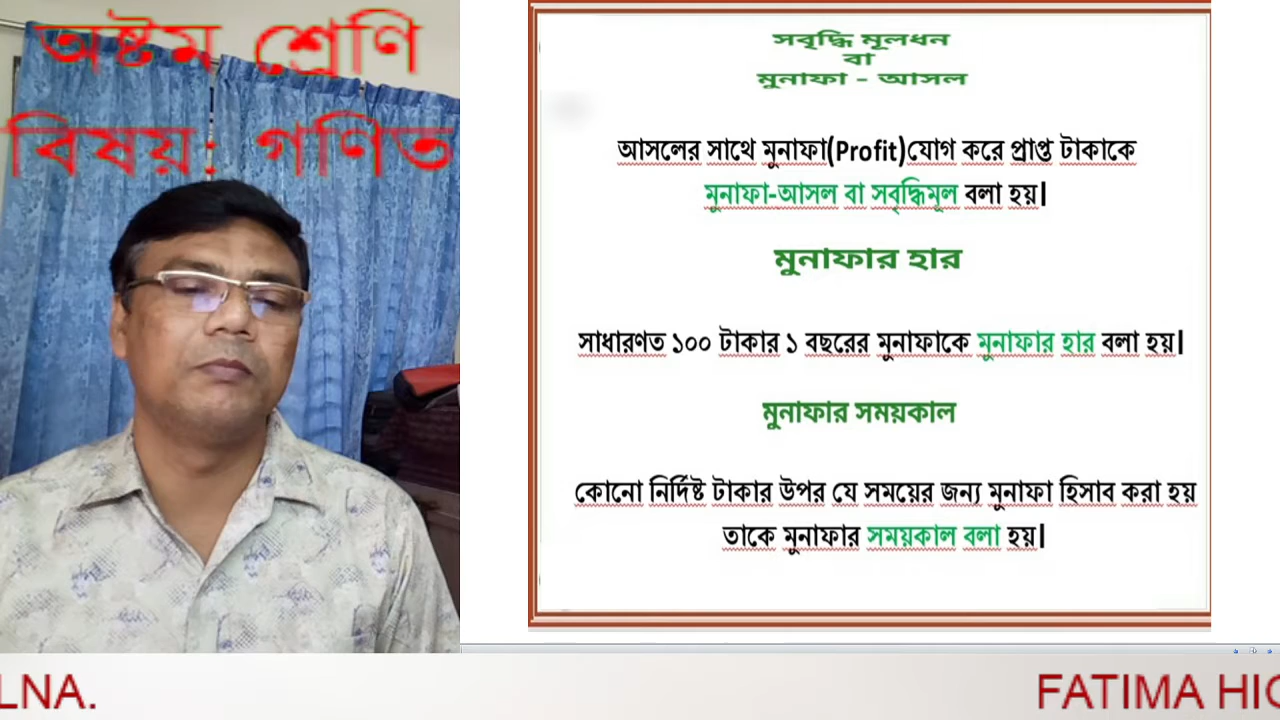 অষ্টম শ্রেণি
বিষয়: গণিত
সবৃদ্ধি মূলধন
বা
মুনাফা - আসল
আসলের সাথে মুনাফা(Profit)যোগ করে প্রাপ্ত টাকাকে
মুনাফা-আসল বা সবৃদ্ধিমূল বলা হয়।
মুনাফার হার
সাধারণত ১০০ টাকার ১ বছরের মুনাফাকে মুনাফার হার বলা হয়।
মুনাফার সময়কাল
কোনো নির্দিষ্ট টাকার উপর যে সময়ের জন্য মুনাফা হিসাব করা হয়
তাকে মুনাফার সময়কাল বলা হয়।
LNA. FATIMA HIG